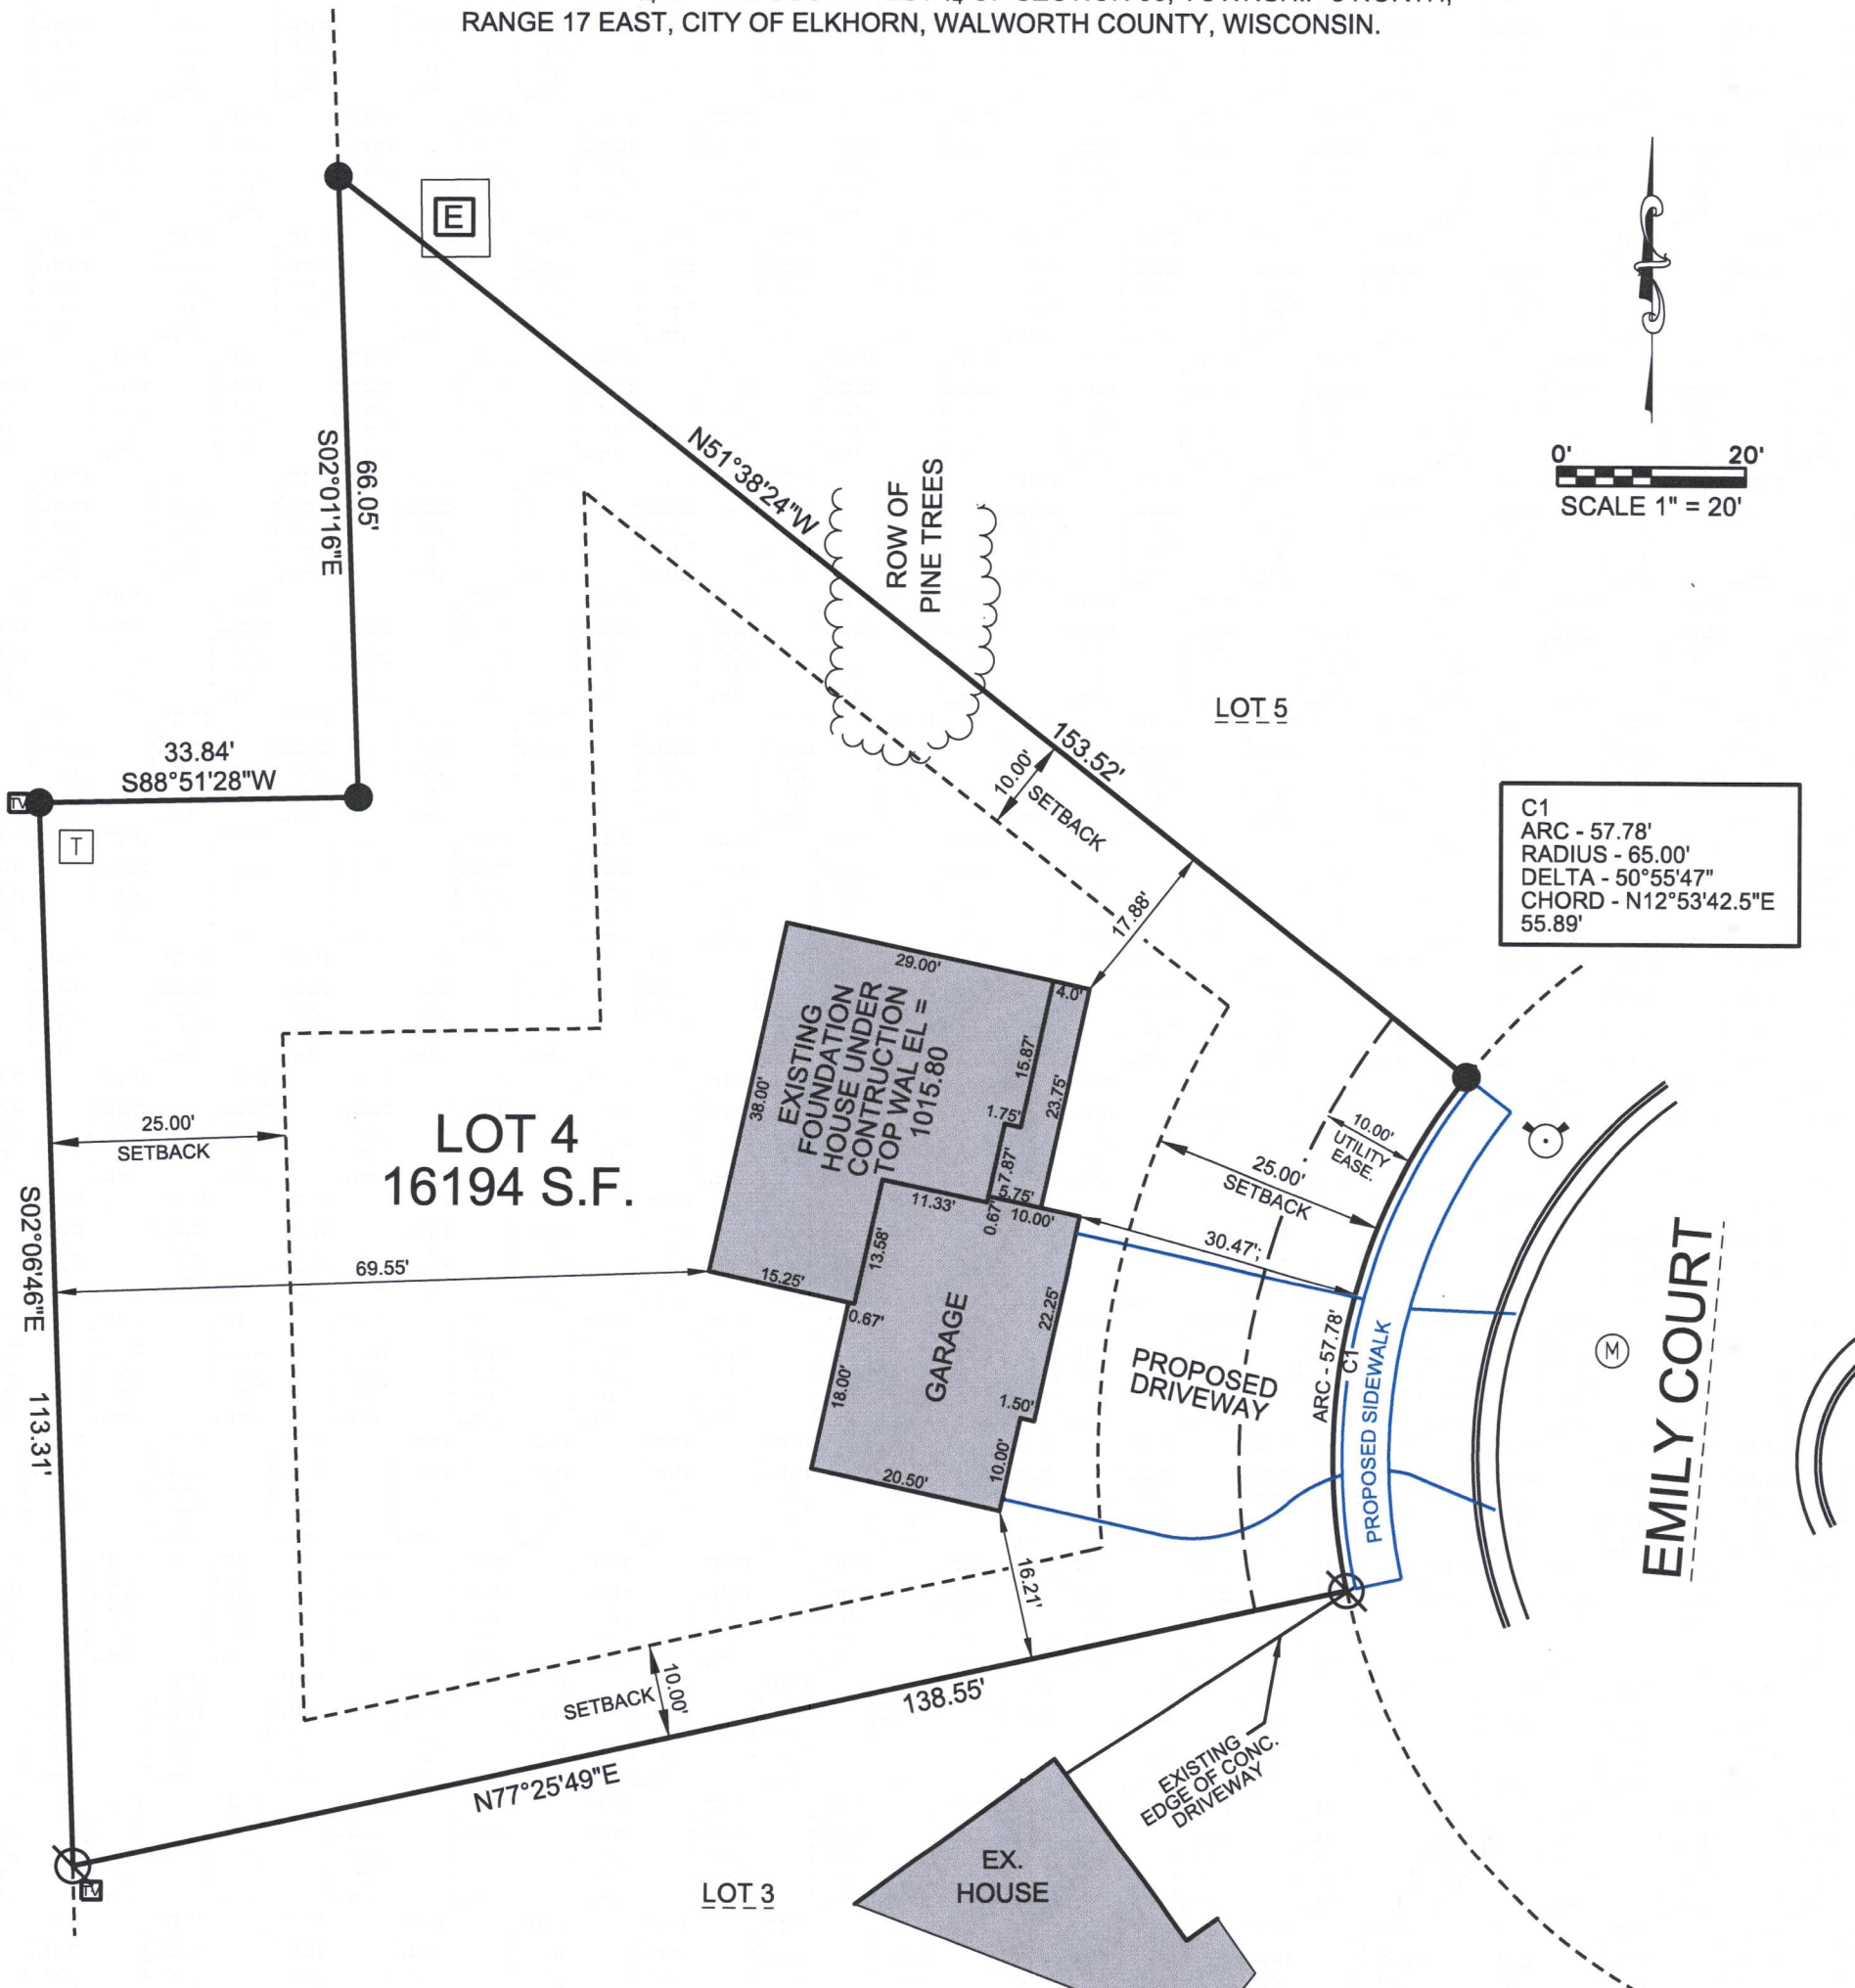 RANGE 17 EAST, CITY OF ELKHORN, WALWORTH COUNTY, WISCONSIN.
E
0' 20'
SCALE 1" = 20'
S02°01'16"E
66.05'
N51°38'24"W
ROW OF
PINE TREES
153.52'
LOT 5
10.00'
SETBACK
33.84'
S88°51'28"W
TV
T
C1
ARC - 57.78'
RADIUS - 65.00'
DELTA - 50°55'47"
CHORD - N12°53'42.5"E
55.89'
17.88'
29.00'
4.0'
EXISTING
FOUNDATION
HOUSE UNDER
CONTRUCTION
TOP WAL EL =
1015.80
38.00'
15.87'
23.75'
1.75'
7.87'
5.75'
11.33'
0.67'
10.00'
13.58'
15.25'
0.67'
25.00'
SETBACK
LOT 4
16194 S.F.
10.00'
UTILITY
EASE.
25.00'
SETBACK
30.47';
69.55'
S02°06'46"E
113.31'
GARAGE
22.25'
18.00'
1.50'
10.00'
20.50'
PROPOSED
DRIVEWAY
ARC - 57.78'
C1
PROPOSED SIDEWALK
M
EMILY COURT
16.21'
SETBACK
10.00'
138.55'
N77°25'49"E
EXISTING
EDGE OF CONC.
DRIVEWAY
EX.
HOUSE
TV
LOT 3